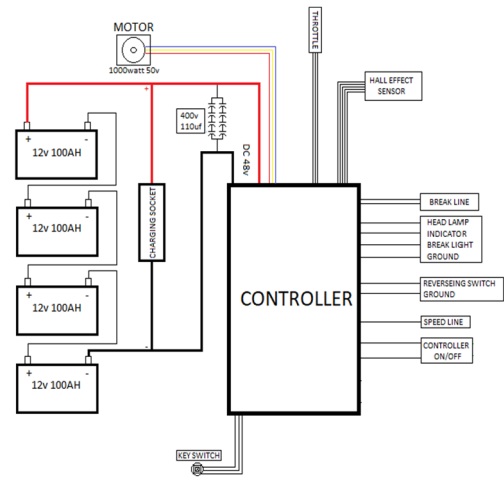 MOTOR
1000watt 50v
THROTTLE
HALL EFFECT
SENSOR
+
400v
110uf
DC 48v
+ -
12v 100AH
+ -
12v 100AH
+ -
12v 100AH
+ -
12v 100AH
CHARGING SOCKET
-
CONTROLLER
BREAK LINE
HEAD LAMP
INDICATOR
BREAK LIGHT
GROUND
REVERSEING SWITCH
GROUND
SPEED LINE
CONTROLLER
ON/OFF
KEY SWITCH